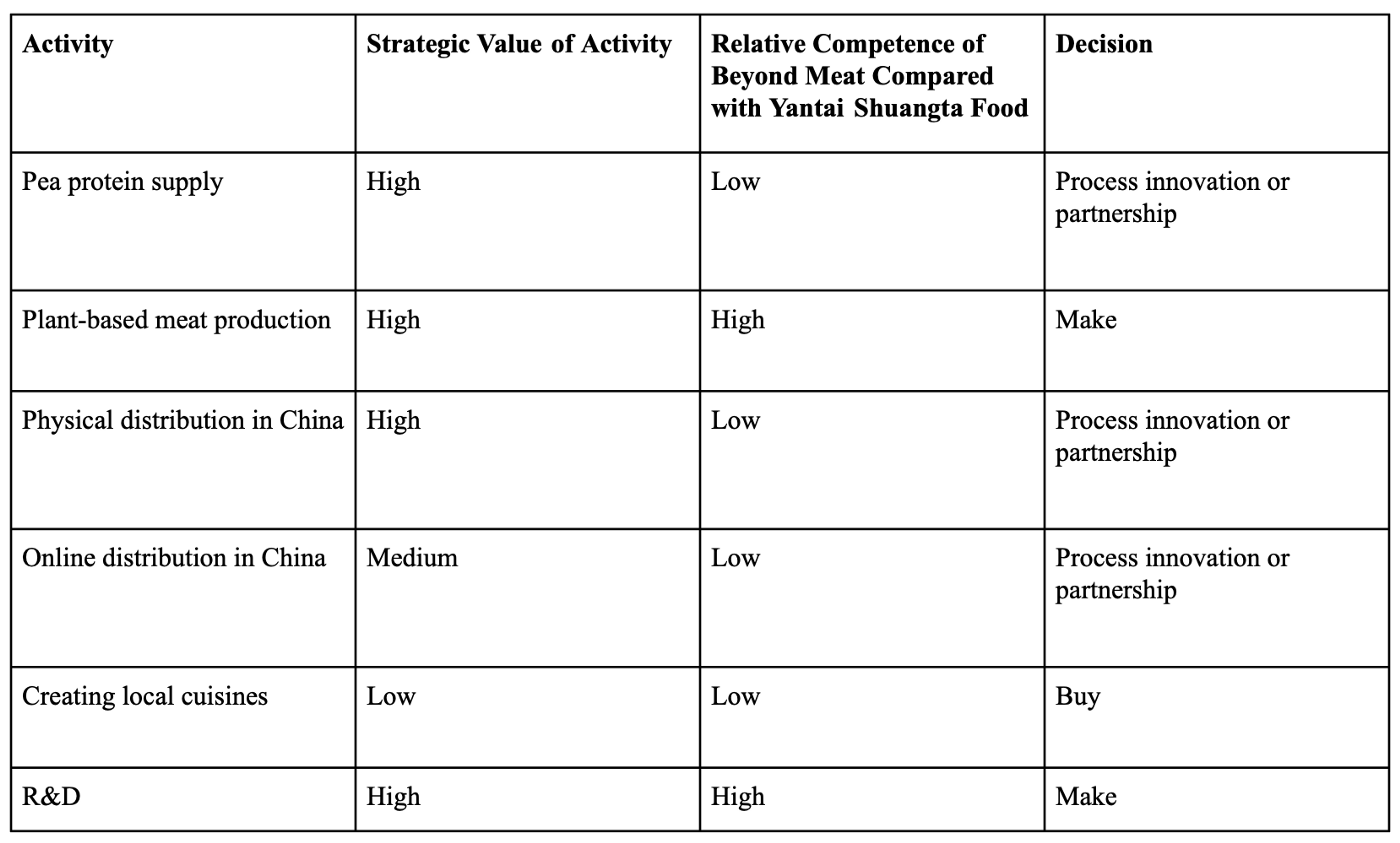 Activity
Strategic Value of Activity
Relative Competence of
Beyond Meat Compared
with Yantai Shuangta Food
Decision
Pea protein supply
High
Low
Process innovation or
partnership
Plant-based meat production
High
High
Make
Physical distribution in China
High
Low
Process innovation or
partnership
Online distribution in China
Medium
Low
Process innovation or
partnership
Creating local cuisines
Low
Low
Buy
R&D
High
High
Make